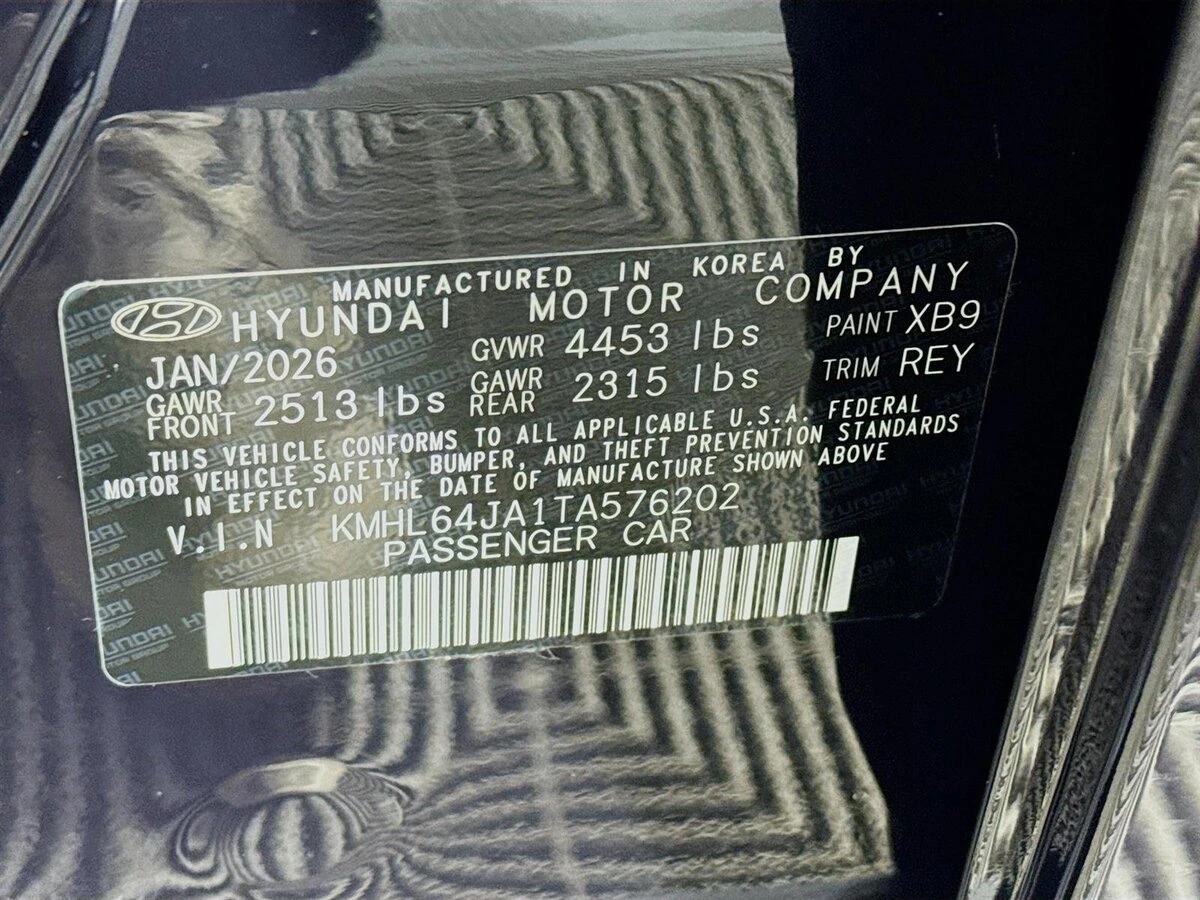 MANUFACTURED IN KOREA BY
HYUNDAI MOTOR COMPANY
JAN/2026 GVWR 4453 lbs PAINT XB9
GAWR FRONT 2513 lbs GAWR REAR 2315 lbs TRIM REY
THIS VEHICLE CONFORMS TO ALL APPLICABLE U.S.A. FEDERAL
MOTOR VEHICLE SAFETY, BUMPER, AND THEFT PREVENTION STANDARDS
IN EFFECT ON THE DATE OF MANUFACTURE SHOWN ABOVE
V.I.N KMHL64JA1TA576202
PASSENGER CAR